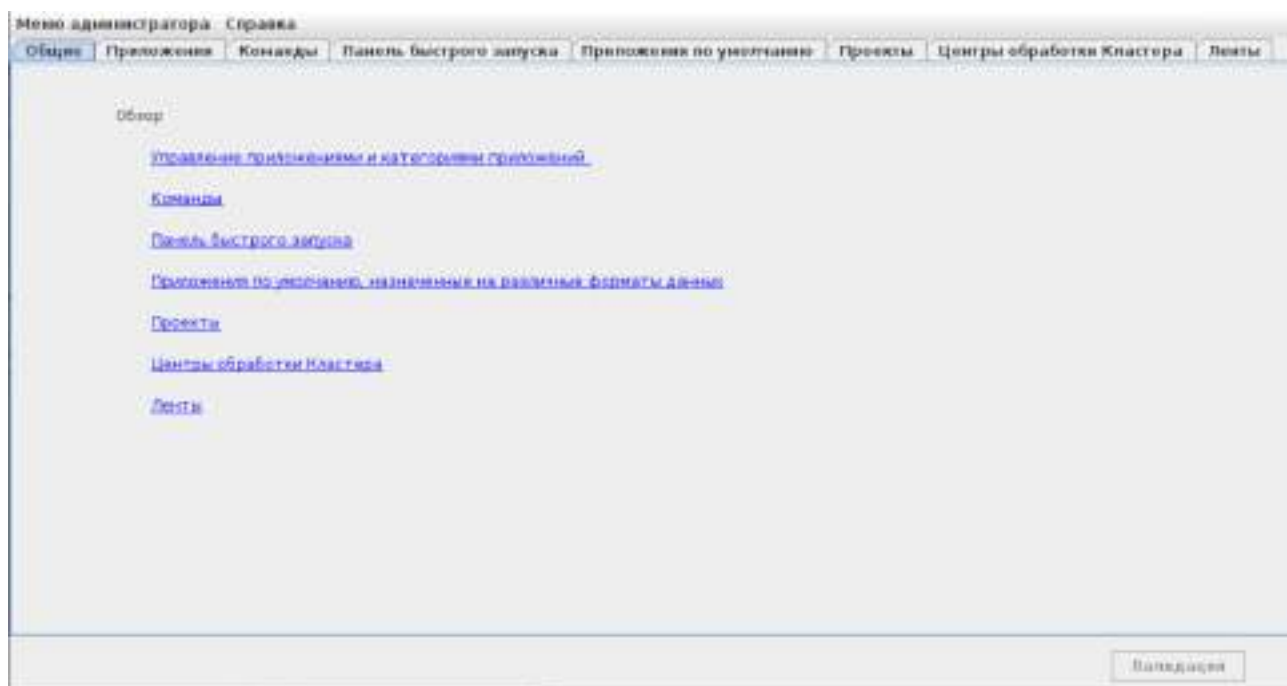 Меню администратора Справка
Общие Приложения Команды Панель быстрого запуска Приложения по умолчанию Проекты Центры обработки Кластера Ленты
Обзор
Управление приложениями и категориями приложений
Команды
Панель быстрого запуска
Приложения по умолчанию, назначенные на различные форматы данных
Проекты
Центры обработки Кластера
Ленты
Валидация